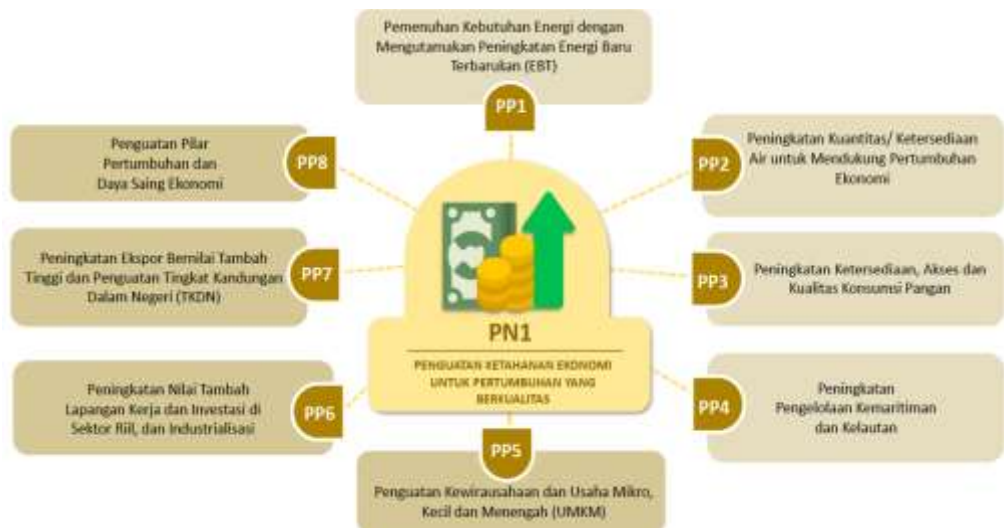 Pemenuhan Kebutuhan Energi dengan
Mengutamakan Peningkatan Energi Baru
Terbarukan (EBT)
PP1
Peningkatan Kuantitas/ Ketersediaan
Air untuk Mendukung Pertumbuhan
Ekonomi
PP2
Peningkatan Ketersediaan, Akses dan
Kualitas Konsumsi Pangan
PP3
Peningkatan
Pengelolaan Kemaritiman
dan Kelautan
PP4
PP5
Penguatan Kewirausahaan dan Usaha Mikro,
Kecil dan Menengah (UMKM)
Peningkatan Nilai Tambah
Lapangan Kerja dan Investasi di
Sektor Riil, dan Industrialisasi
PP6
Peningkatan Ekspor Bernilai Tambah
Tinggi dan Penguatan Tingkat Kandungan
Dalam Negeri (TKDN)
PP7
Penguatan Pilar
Pertumbuhan dan
Daya Saing Ekonomi
PP8
PN1
PENGUATAN KETAHANAN EKONOMI
UNTUK PERTUMBUHAN YANG
BERKUALITAS